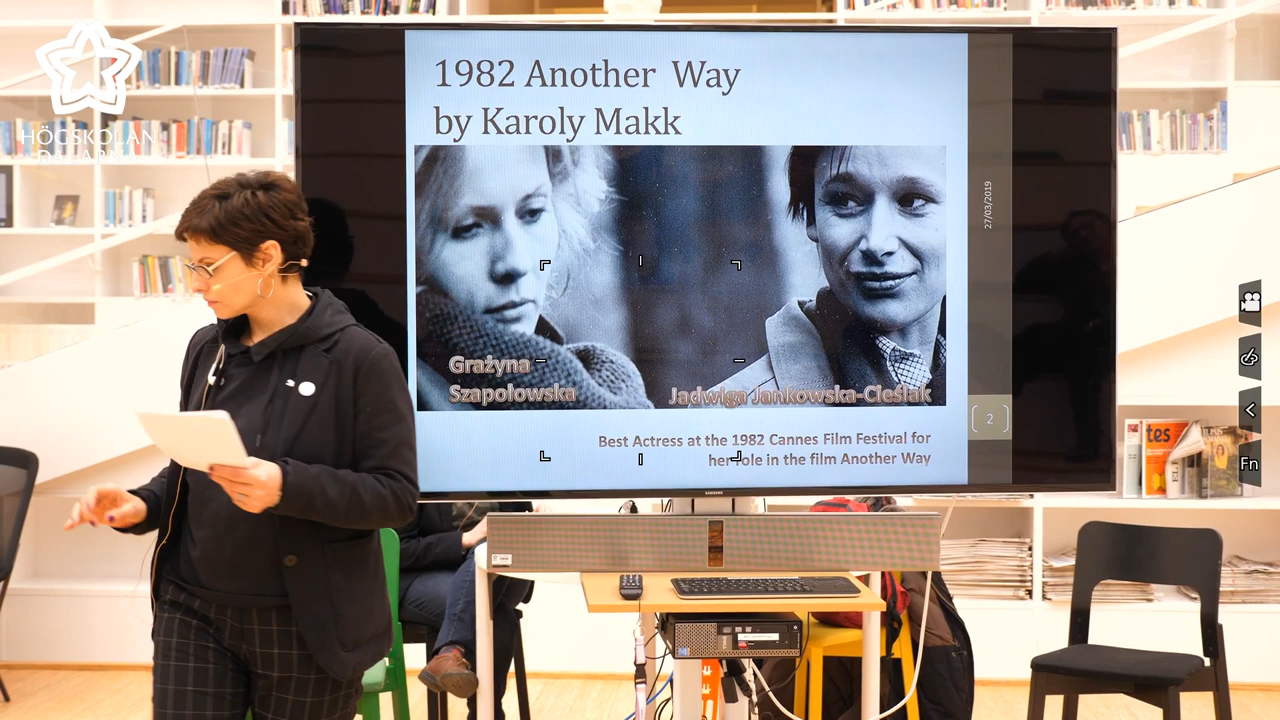 HÖGSKOLAN
DALARNA
1982 Another Way
by Karoly Makk
27/03/2019
Grażyna
Szapołowska
Jadwiga Jankowska-Cieślak
2
Best Actress at the 1982 Cannes Film Festival for
her role in the film Another Way
SAMSUNG
tes
Fn